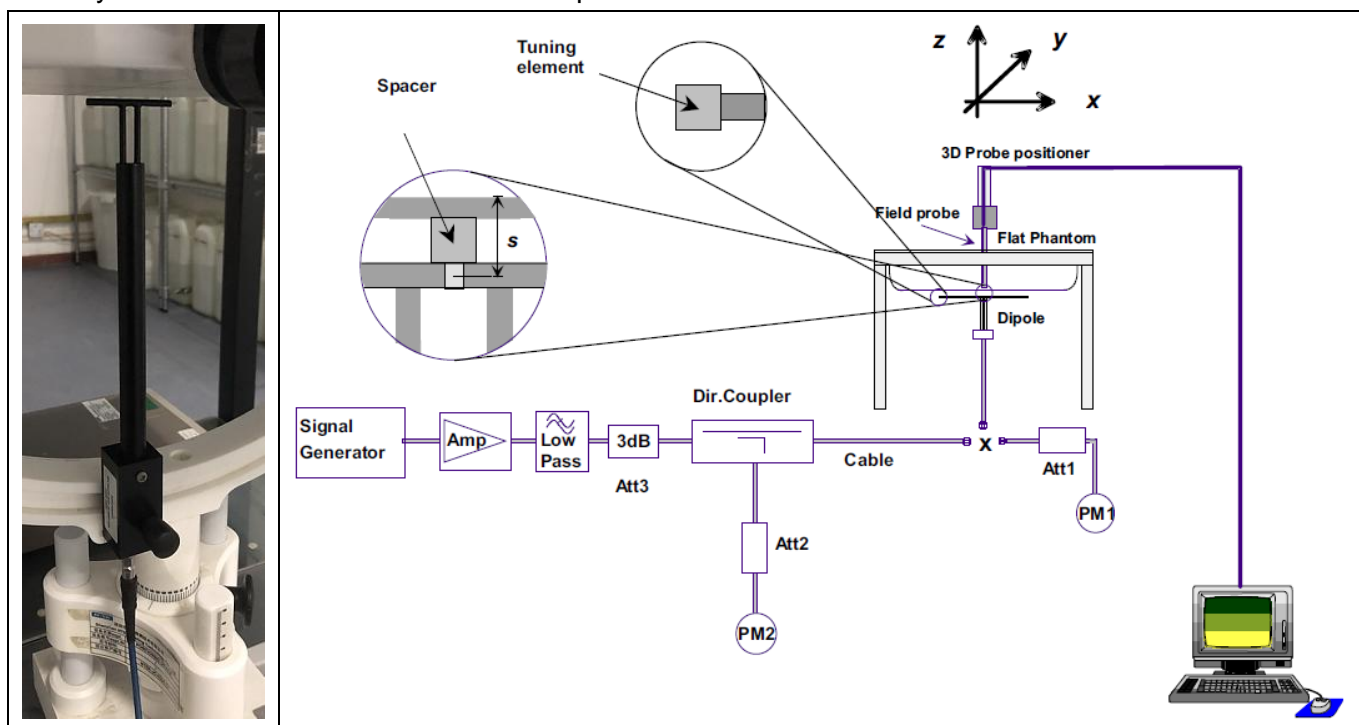 Tuning
element
Spacer
s
z
y
x
3D Probe positioner
Field probe
Flat Phantom
Dipole
Dir.Coupler
Signal
Generator
Amp
Low
Pass
3dB
Att3
Cable
X
Att1
PM1
Att2
PM2